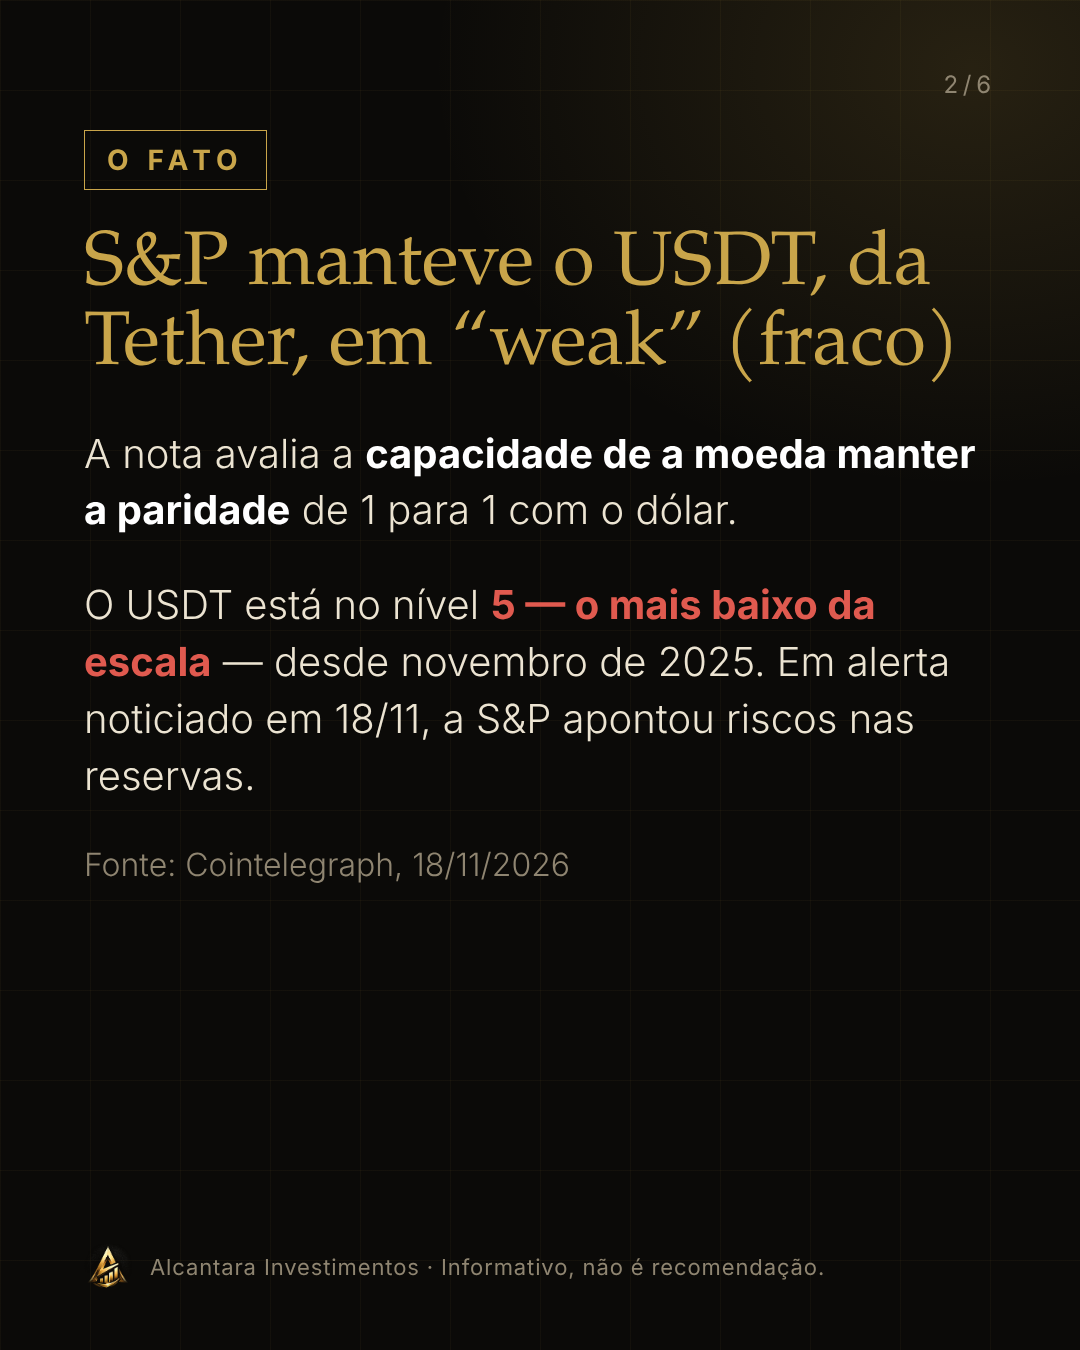 2/6
O FATO
S&P manteve o USDT, da
Tether, em “weak” (fraco)
A nota avalia a capacidade de a moeda manter
a paridade de 1 para 1 com o dólar.
O USDT está no nível 5 — o mais baixo da
escala — desde novembro de 2025. Em alerta
noticiado em 18/11, a S&P apontou riscos nas
reservas.
Fonte: Cointelegraph, 18/11/2026
Alcantara Investimentos · Informativo, não é recomendação.